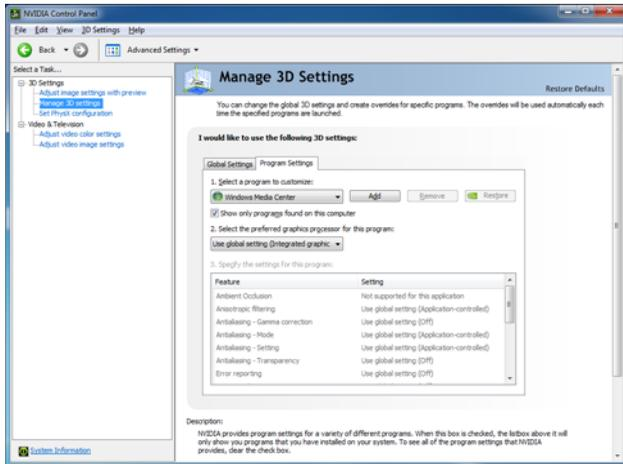 NVIDIA Control Panel
File Edit View 3D Settings Help
Back Advanced Settings
Select a Task...
3D Settings
Adjust image settings with preview
Manage 3D settings
Set PhysX configuration
Video & Television
Adjust video color settings
Adjust video image settings
System Information
Manage 3D Settings
Restore Defaults
You can change the global 3D settings and create overrides for specific programs. The overrides will be used automatically each
time the specified programs are launched.
I would like to use the following 3D settings:
Global Settings Program Settings
1. Select a program to customize:
Windows Media Center Add Remove Restore
Show only programs found on this computer
2. Select the preferred graphics processor for this program:
Use global setting (Integrated graphic
3. Specify the settings for this program:
Feature Setting
Ambient Occlusion Not supported for this application
Anisotropic filtering Use global setting (Application-controlled)
Antialiasing - Gamma correction Use global setting (Off)
Antialiasing - Mode Use global setting (Application-controlled)
Antialiasing - Setting Use global setting (Application-controlled)
Antialiasing - Transparency Use global setting (Off)
Error reporting Use global setting (Off)
Description:
NVIDIA provides program settings for a variety of different programs. When this box is checked, the listbox above it will
only show you programs that you have installed on your system. To see all of the program settings that NVIDIA
provides, clear the check box.